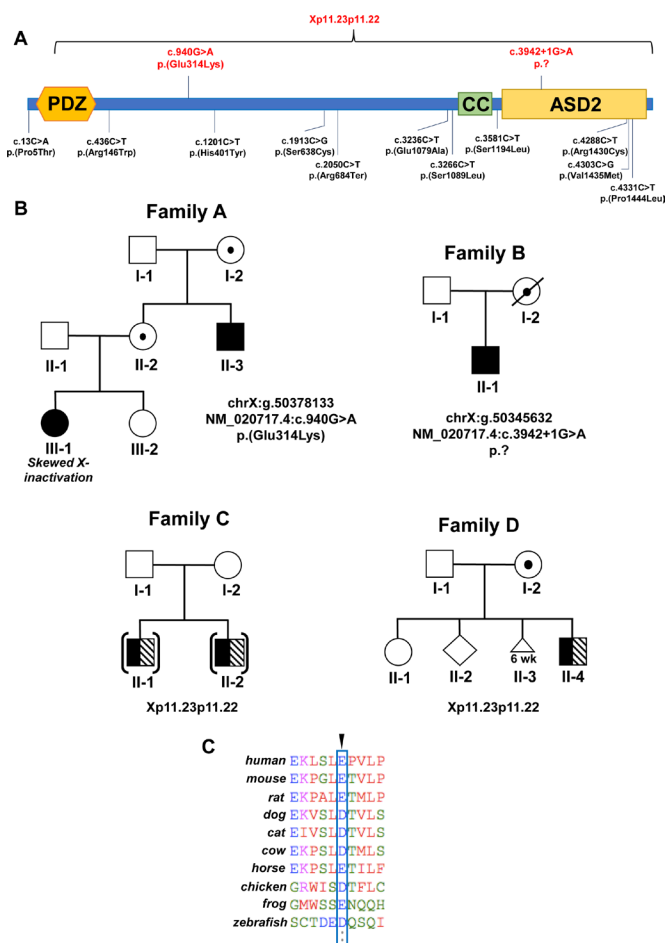 Xp11.23p11.22
A
c.940G>A
p.(Glu314Lys)
c.3942+1G>A
p.?
PDZ
CC
ASD2
c.13C>A
p.(Pro5Thr)
c.436C>T
p.(Arg146Trp)
c.1201C>T
p.(His401Tyr)
c.1913C>G
p.(Ser638Cys)
c.2050C>T
p.(Arg684Ter)
c.3236C>T
p.(Glu1079Ala)
c.3266C>T
p.(Ser1089Leu)
c.3581C>T
p.(Ser1194Leu)
c.4288C>T
p.(Arg1430Cys)
c.4303C>G
p.(Val1435Met)
c.4331C>T
p.(Pro1444Leu)
B
Family A
I-1
I-2
II-1
II-2
II-3
III-1
III-2
Skewed X-
inactivation
chrX:g.50378133
NM_020717.4:c.940G>A
p.(Glu314Lys)
Family B
I-1
I-2
II-1
chrX:g.50345632
NM_020717.4:c.3942+1G>A
p.?
Family C
I-1
I-2
II-1
II-2
Xp11.23p11.22
Family D
I-1
I-2
6 wk
II-1
II-2
II-3
II-4
Xp11.23p11.22
C
human EKLSLEPVLP
mouse EKPGLETVLP
rat EKPALETMLP
dog EKVSLDTVLS
cat EIVSLDTVLS
cow EKPSLDTMLS
horse EKPSLETILF
chicken GRWISDTFLC
frog GMWSSENQQH
zebrafish SCTDEDQSQI
: